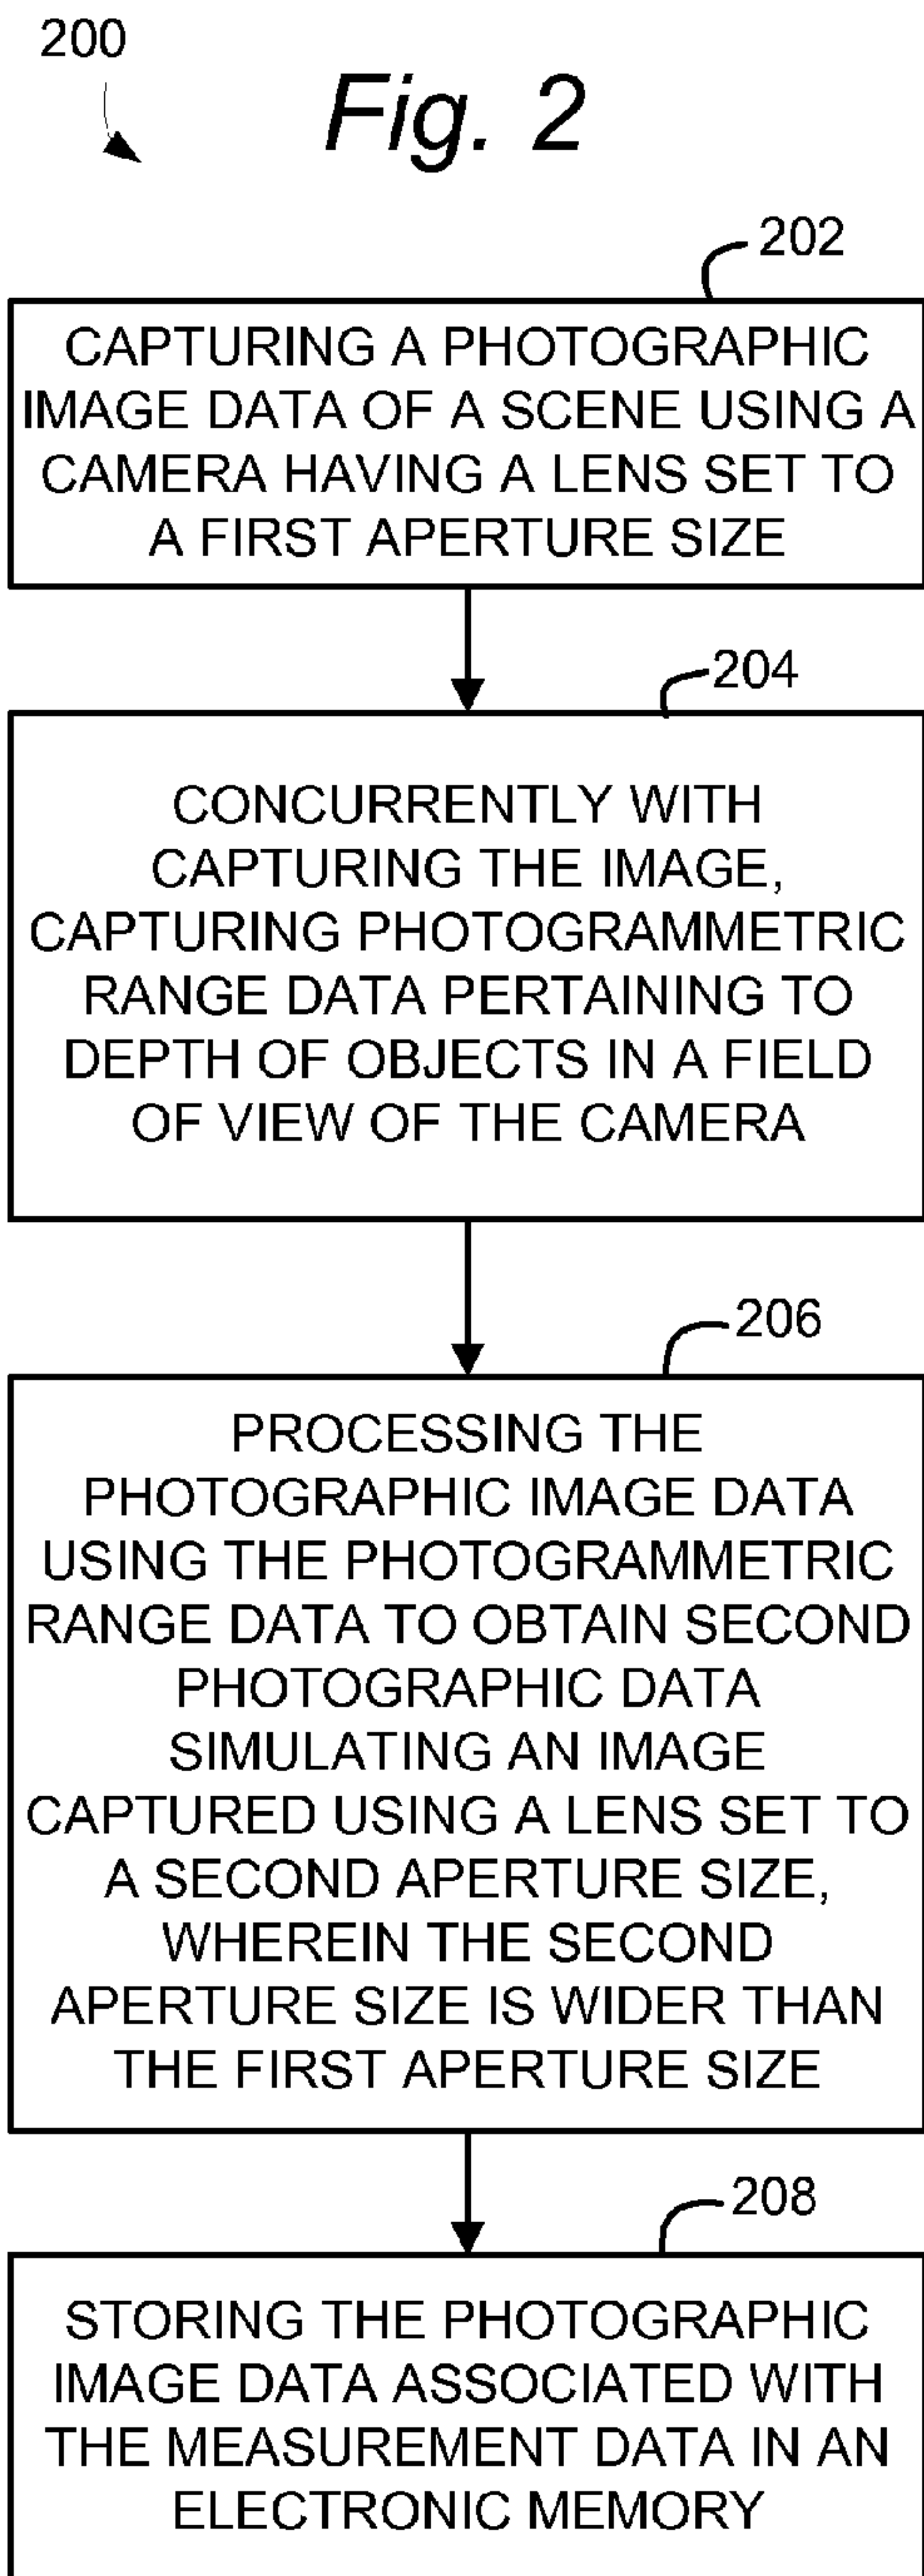 200
Fig. 2
202
CAPTURING A PHOTOGRAPHIC
IMAGE DATA OF A SCENE USING A
CAMERA HAVING A LENS SET TO
A FIRST APERTURE SIZE
204
CONCURRENTLY WITH
CAPTURING THE IMAGE,
CAPTURING PHOTOGRAMMETRIC
RANGE DATA PERTAINING TO
DEPTH OF OBJECTS IN A FIELD
OF VIEW OF THE CAMERA
206
PROCESSING THE
PHOTOGRAPHIC IMAGE DATA
USING THE PHOTOGRAMMETRIC
RANGE DATA TO OBTAIN SECOND
PHOTOGRAPHIC DATA
SIMULATING AN IMAGE
CAPTURED USING A LENS SET TO
A SECOND APERTURE SIZE,
WHEREIN THE SECOND
APERTURE SIZE IS WIDER THAN
THE FIRST APERTURE SIZE
208
STORING THE PHOTOGRAPHIC
IMAGE DATA ASSOCIATED WITH
THE MEASUREMENT DATA IN AN
ELECTRONIC MEMORY